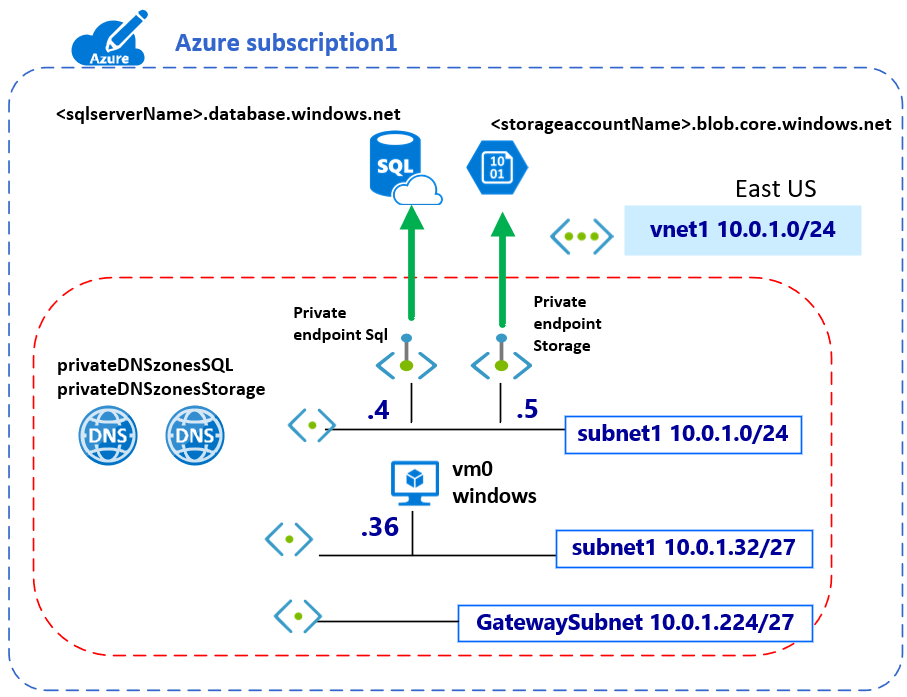 Azure
Azure subscription1
<sqlserverName>.database.windows.net
<storageaccountName>.blob.core.windows.net
SQL
10
01
East US
vnet1 10.0.1.0/24
Private
endpoint Sql
Private
endpoint
Storage
privateDNSzonesSQL
privateDNSzonesStorage
DNS
DNS
.4
.5
subnet1 10.0.1.0/24
vm0
windows
.36
subnet1 10.0.1.32/27
GatewaySubnet 10.0.1.224/27